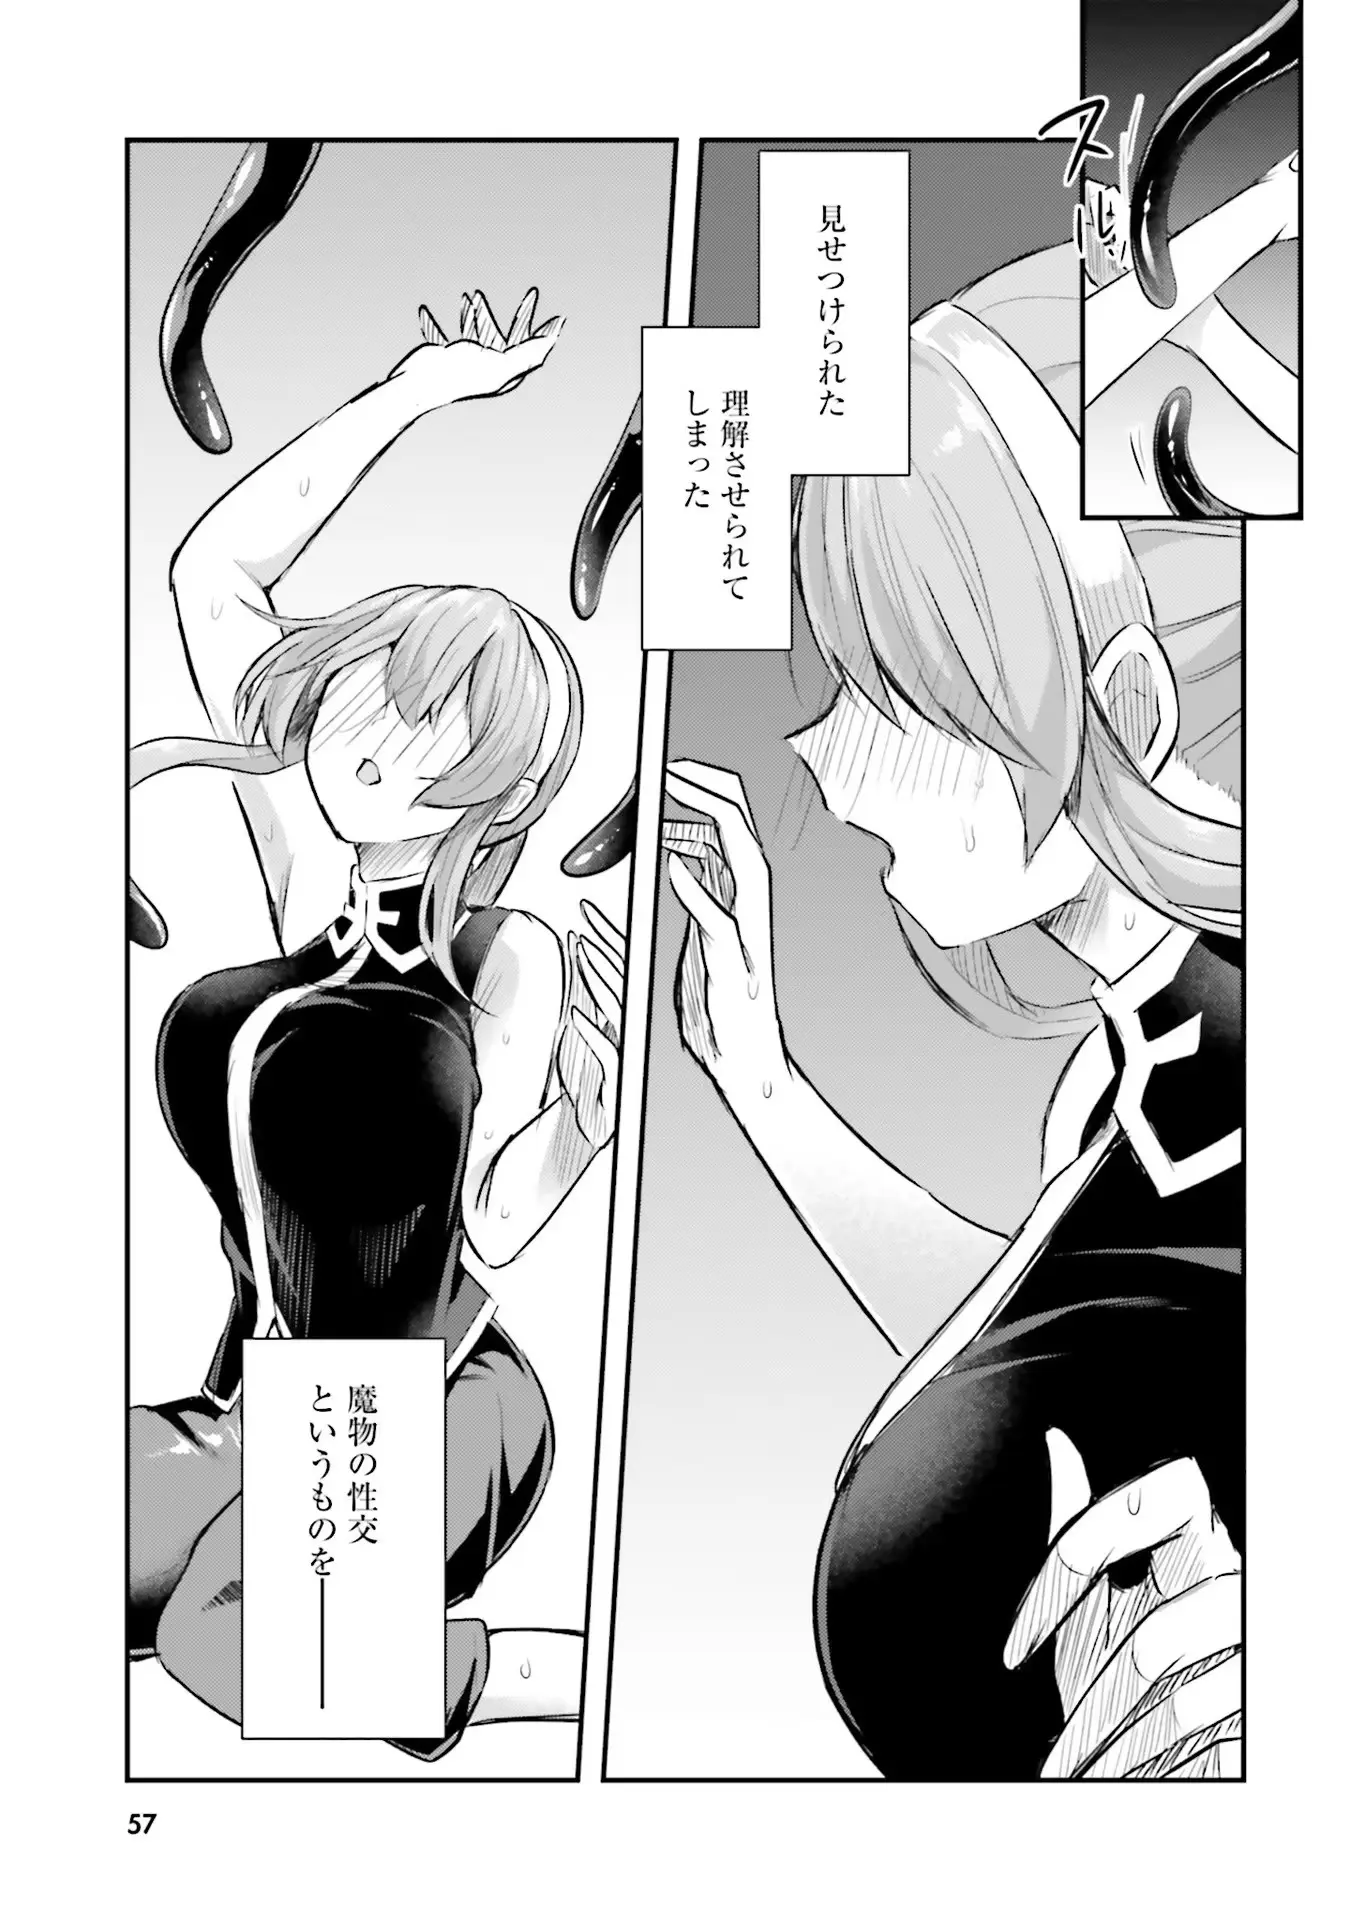 スルッ
見せつけられた
理解させられて
しまった
魔物の性交
というものを――
57